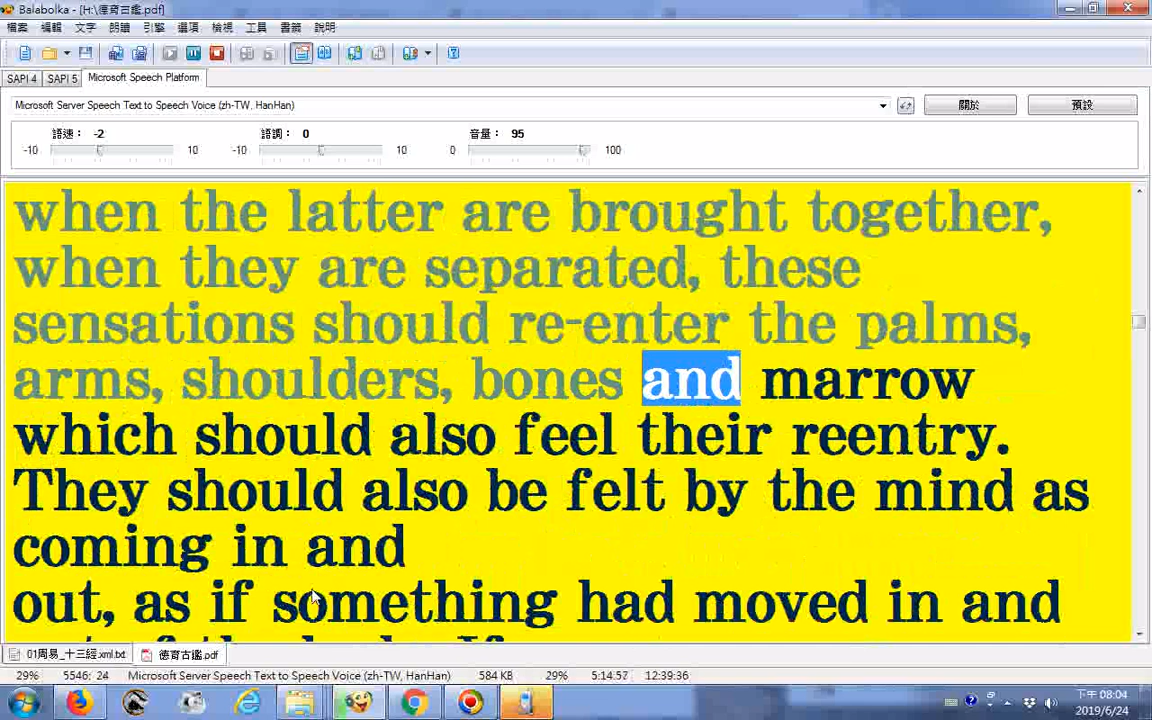 Balabolka - [H:\德育古鑑.pdf]
檔案 編輯 文字 朗讀 引擎 選項 檢視 工具 書籤 說明
SAPI 4 SAPI 5 Microsoft Speech Platform
Microsoft Server Speech Text to Speech Voice (zh-TW, HanHan) 關於 預設
語速： -2 語調： 0 音量： 95
-10 10 -10 10 0 100
when the latter are brought together,
when they are separated, these
sensations should re-enter the palms,
arms, shoulders, bones and marrow
which should also feel their reentry.
They should also be felt by the mind as
coming in and
out, as if something had moved in and
01周易_十三經.xml.txt 德育古鑑.pdf
29% 5546: 24 Microsoft Server Speech Text to Speech Voice (zh-TW, HanHan) 584 KB 29% 5:14:57 12:39:36
下午 08:04
2019/6/24